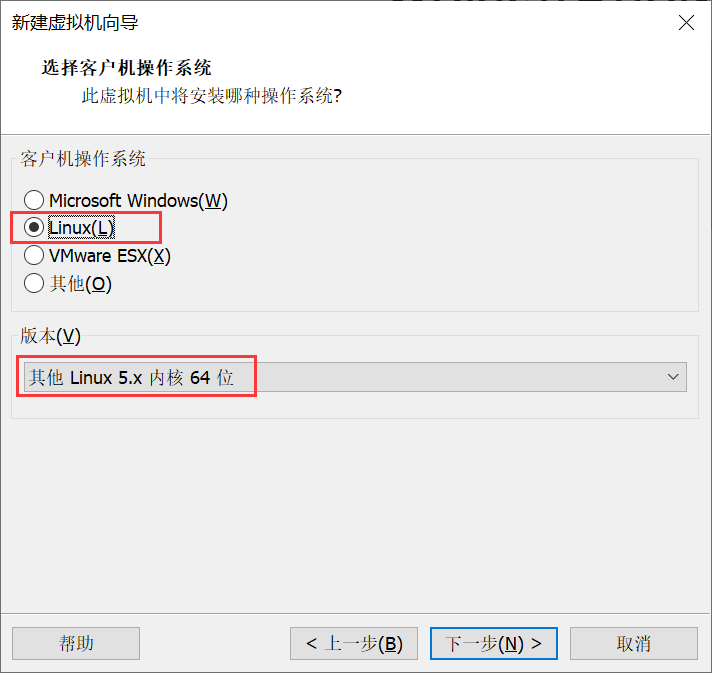 新建虚拟机向导
选择客户机操作系统
此虚拟机中将安装哪种操作系统?
客户机操作系统
Microsoft Windows(W)
Linux(L)
VMware ESX(X)
其他(O)
版本(V)
其他 Linux 5.x 内核 64 位
帮助
< 上一步(B)
下一步(N) >
取消